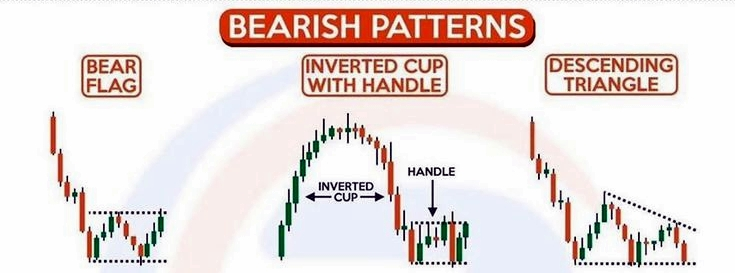 BEARISH PATTERNS
BEAR
FLAG
INVERTED CUP
WITH HANDLE
DESCENDING
TRIANGLE
HANDLE
INVERTED
CUP